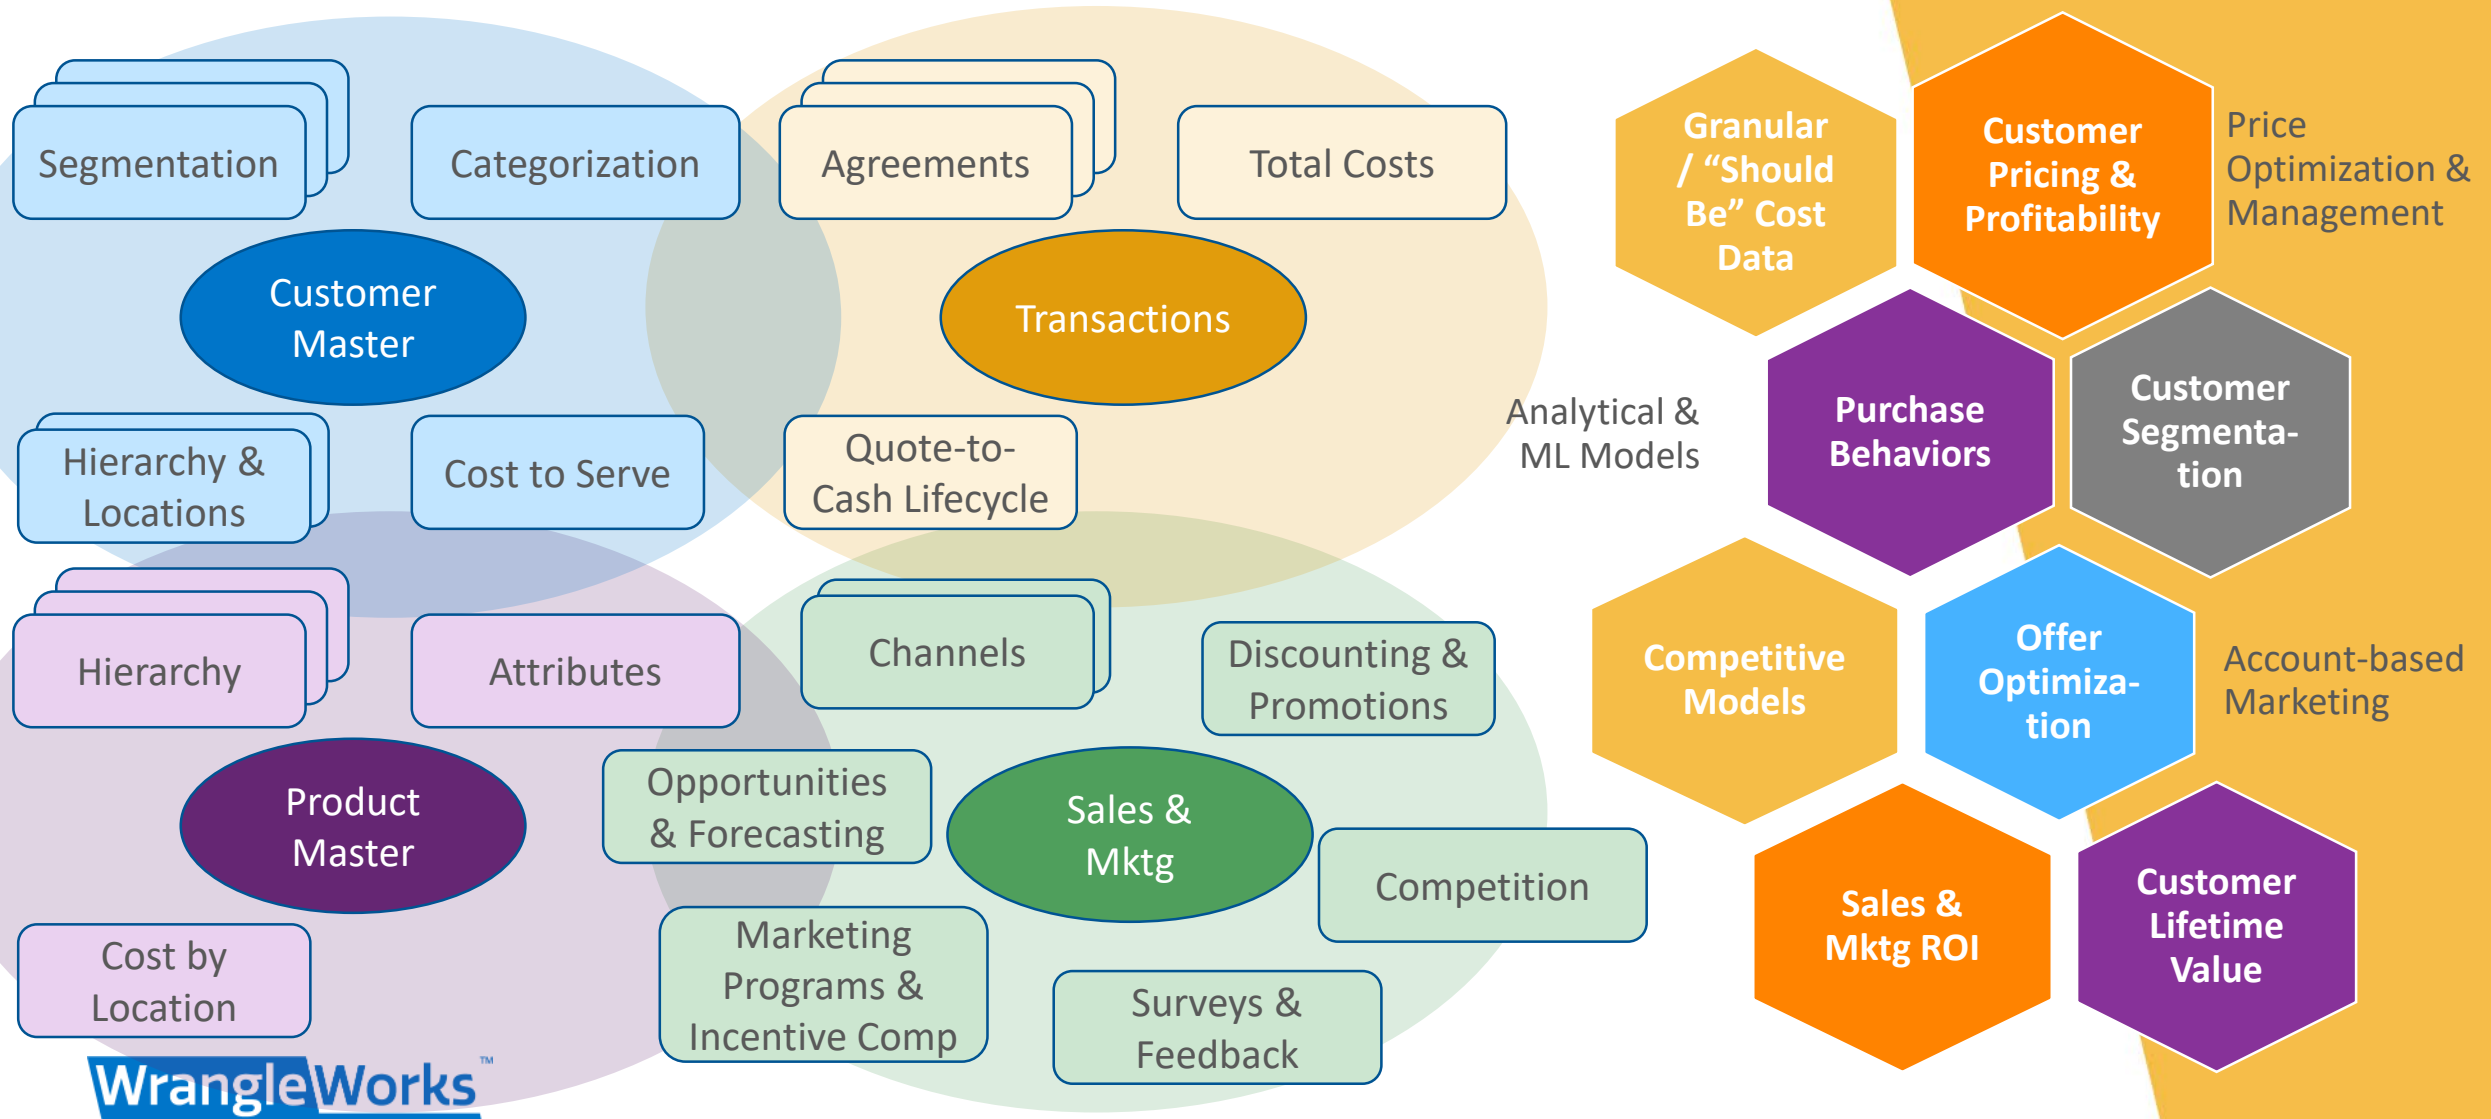 Segmentation
Categorization
Customer
Master
Hierarchy &
Locations
Cost to Serve
Agreements
Total Costs
Transactions
Quote-to-
Cash Lifecycle
Hierarchy
Attributes
Product
Master
Cost by
Location
Channels
Discounting &
Promotions
Opportunities
& Forecasting
Sales &
Mktg
Competition
Marketing
Programs &
Incentive Comp
Surveys &
Feedback
WrangleWorks™
Granular
/ “Should
Be” Cost
Data
Customer
Pricing &
Profitability
Price
Optimization &
Management
Analytical &
ML Models
Purchase
Behaviors
Customer
Segmenta-
tion
Competitive
Models
Offer
Optimiza-
tion
Account-based
Marketing
Sales &
Mktg ROI
Customer
Lifetime
Value